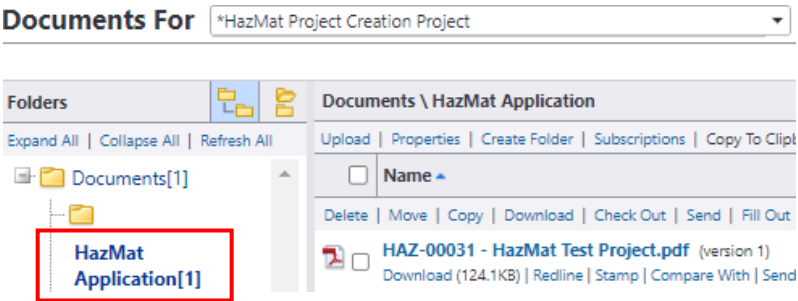 Documents For *HazMat Project Creation Project
Folders
Expand All | Collapse All | Refresh All
Documents[1]
HazMat
Application[1]
Documents \ HazMat Application
Upload | Properties | Create Folder | Subscriptions | Copy To Clipb
Name
Delete | Move | Copy | Download | Check Out | Send | Fill Out
HAZ-00031 - HazMat Test Project.pdf (version 1)
Download (124.1KB) | Redline | Stamp | Compare With | Send